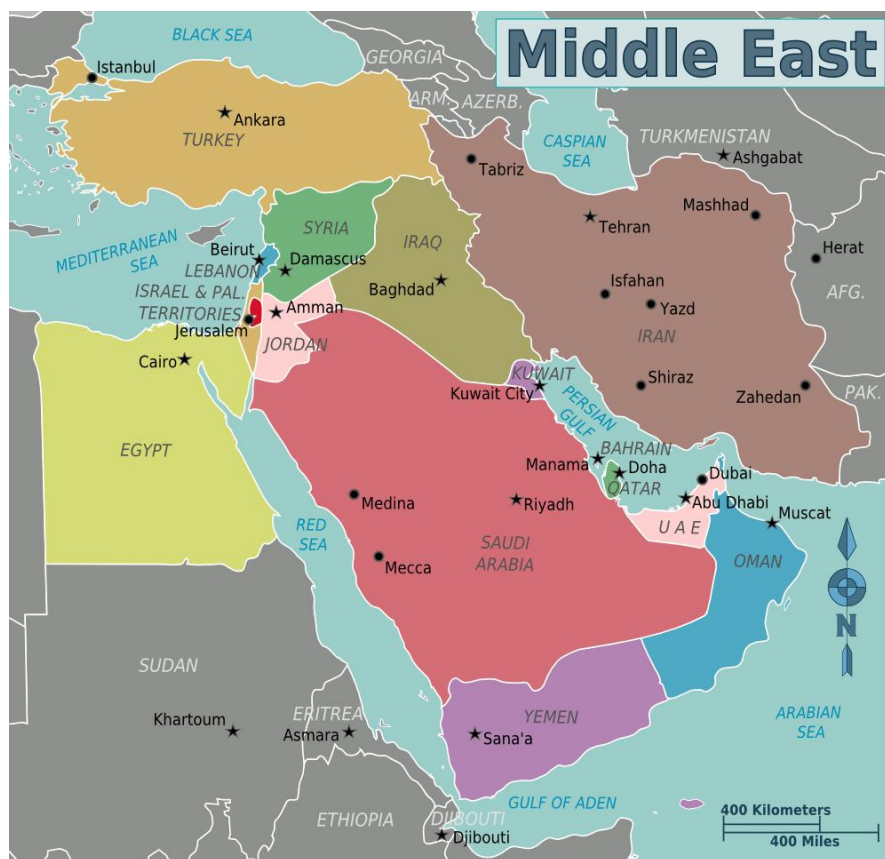 Middle East
BLACK SEA
GEORGIA
Istanbul
ARM.
AZERB.
Ankara
TURKEY
CASPIAN
SEA
TURKMENISTAN
Ashgabat
Tabriz
Tehran
Mashhad
SYRIA
IRAQ
MEDITERRANEAN
SEA
Beirut
LEBANON
Damascus
Herat
ISRAEL & PAL.
TERRITORIES
Baghdad
Isfahan
Yazd
AFG.
Amman
Jerusalem
JORDAN
IRAN
Cairo
KUWAIT
Kuwait City
Shiraz
Zahedan
PAK.
PERSIAN
GULF
EGYPT
BAHRAIN
Manama
Doha
QATAR
Dubai
Abu Dhabi
Medina
Riyadh
U A E
Muscat
RED
SEA
SAUDI
ARABIA
Mecca
OMAN
N
SUDAN
Khartoum
ERITREA
Asmara
YEMEN
Sana'a
ARABIAN
SEA
GULF OF ADEN
ETHIOPIA
DJIBOUTI
Djibouti
400 Kilometers
400 Miles